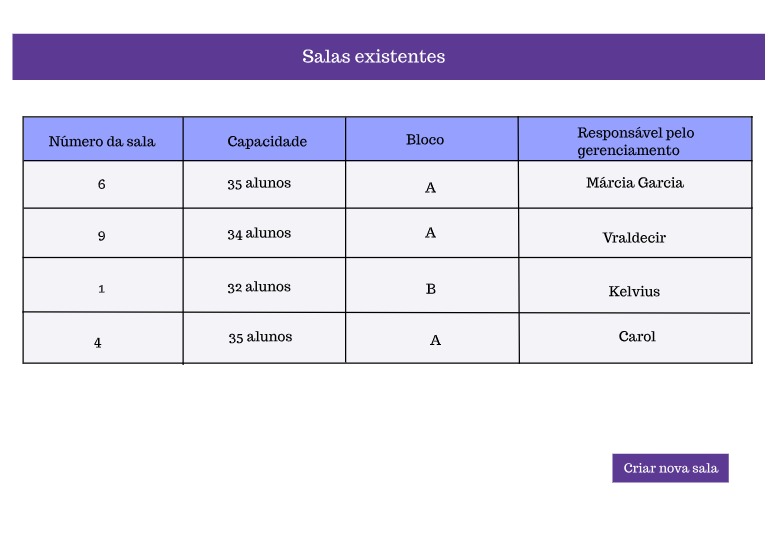 Salas existentes
Número da sala Capacidade Bloco Responsável pelo
gerenciamento
6 35 alunos A Márcia Garcia
9 34 alunos A Vraldecir
1 32 alunos B Kelvius
4 35 alunos A Carol
Criar nova sala